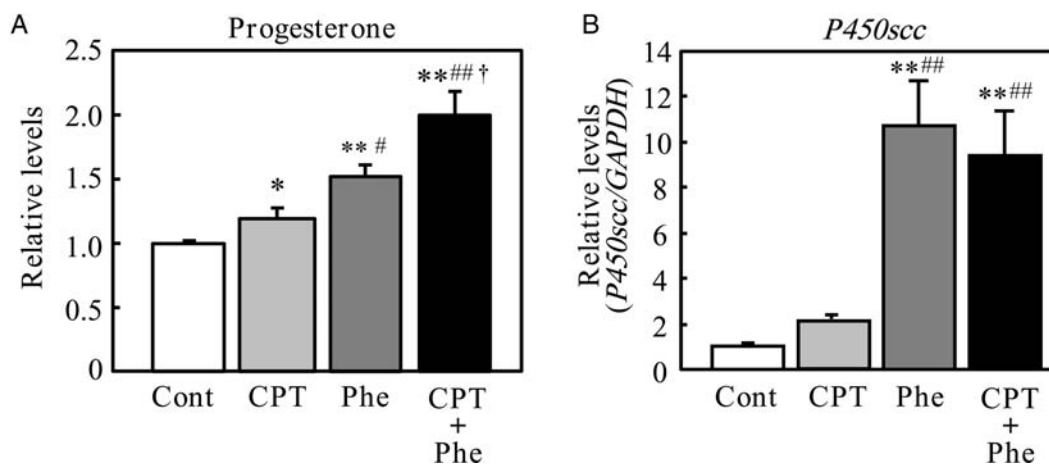 A
Progesterone
Relative levels
2.5
2.0
1.5
1.0
0.5
0
*
** #
**## †
Cont
CPT
Phe
CPT
+
Phe
B
P450scc
Relative levels
(P450scc/GAPDH)
14
12
10
8
6
4
2
0
**##
**##
Cont
CPT
Phe
CPT
+
Phe